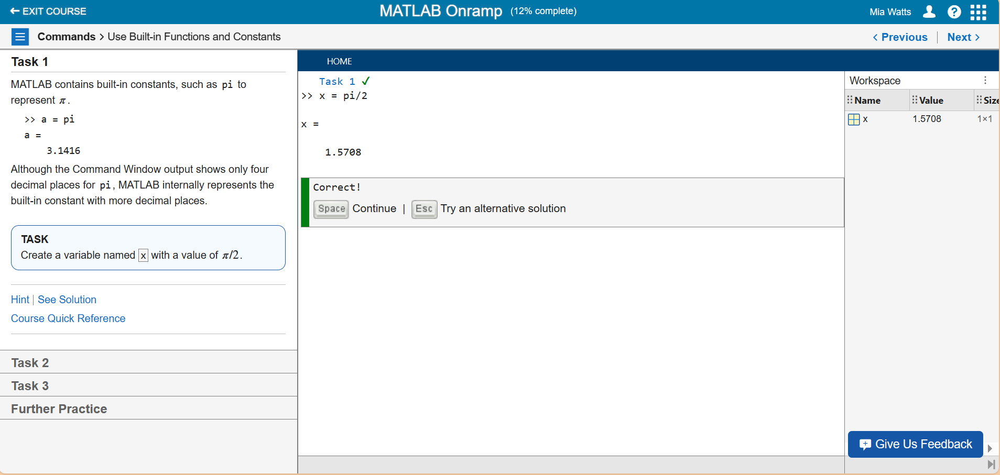 EXIT COURSE
MATLAB Onramp (12% complete)
Mia Watts
Commands > Use Built-in Functions and Constants
Previous
Next
Task 1
MATLAB contains built-in constants, such as pi to
represent π.
>> a = pi
a =
3.1416
Although the Command Window output shows only four
decimal places for pi, MATLAB internally represents the
built-in constant with more decimal places.
TASK
Create a variable named x with a value of π/2.
Hint | See Solution
Course Quick Reference
Task 2
Task 3
Further Practice
HOME
Task 1 ✓
>> x = pi/2
x =
1.5708
Correct!
Space Continue | Esc Try an alternative solution
Workspace
Name Value Size
x 1.5708 1×1
Give Us Feedback